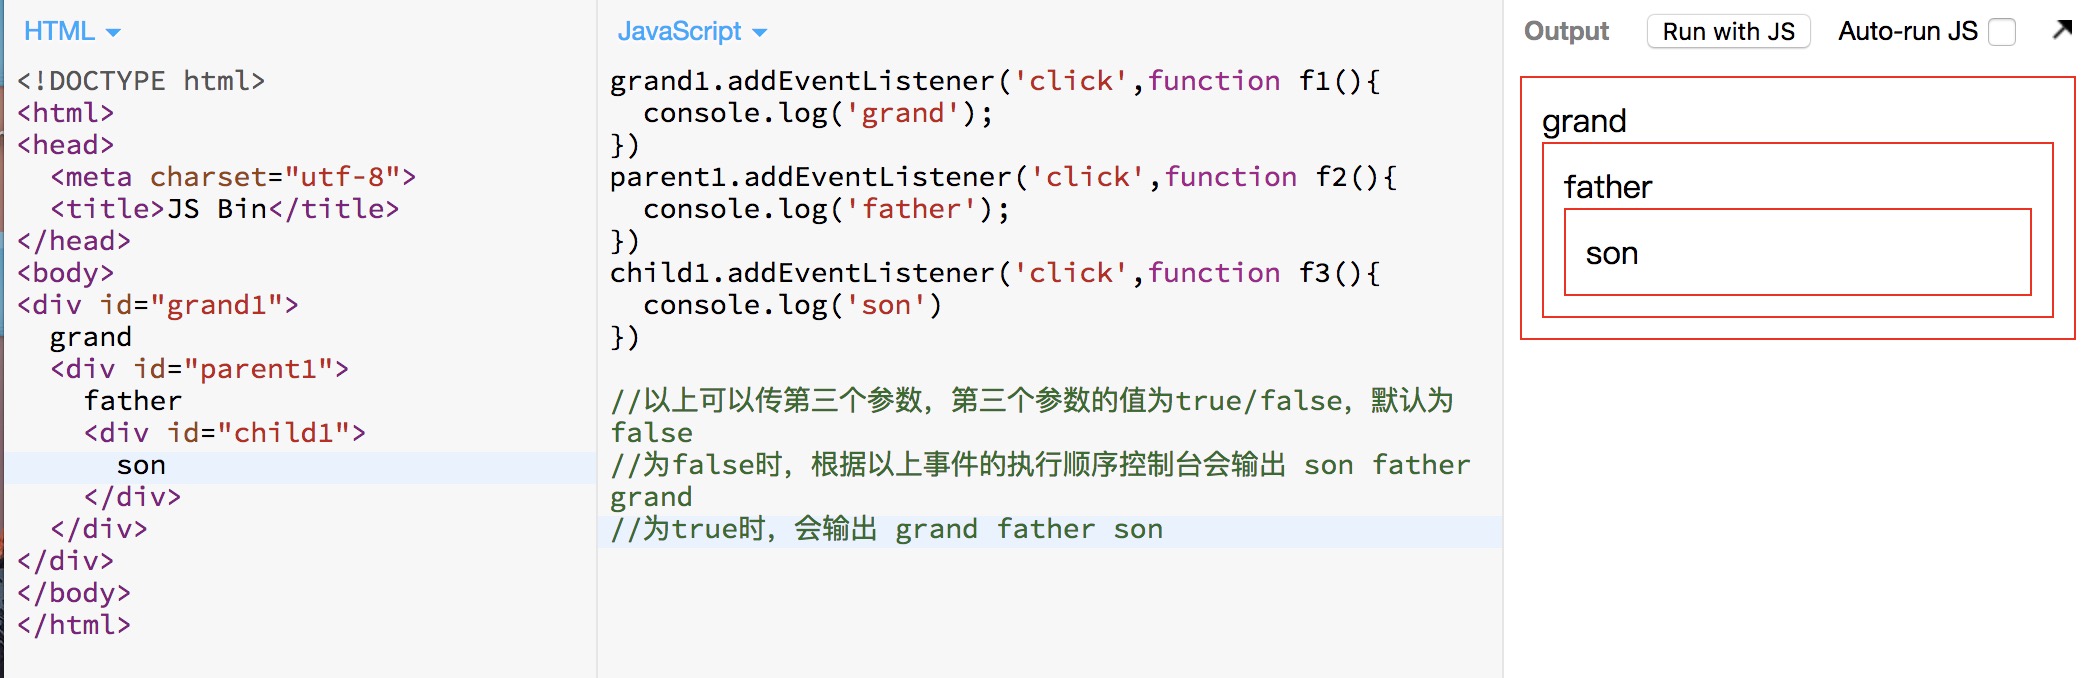 HTML
<!DOCTYPE html>
<html>
<head>
  <meta charset="utf-8">
  <title>JS Bin</title>
</head>
<body>
<div id="grand1">
  grand
  <div id="parent1">
    father
    <div id="child1">
      son
    </div>
  </div>
</div>
</body>
</html>
JavaScript
grand1.addEventListener('click',function f1(){
  console.log('grand');
})
parent1.addEventListener('click',function f2(){
  console.log('father');
})
child1.addEventListener('click',function f3(){
  console.log('son')
})
//以上可以传第三个参数，第三个参数的值为true/false，默认为
false
//为false时，根据以上事件的执行顺序控制台会输出 son father
grand
//为true时，会输出 grand father son
Output Run with JS Auto-run JS
grand
father
son